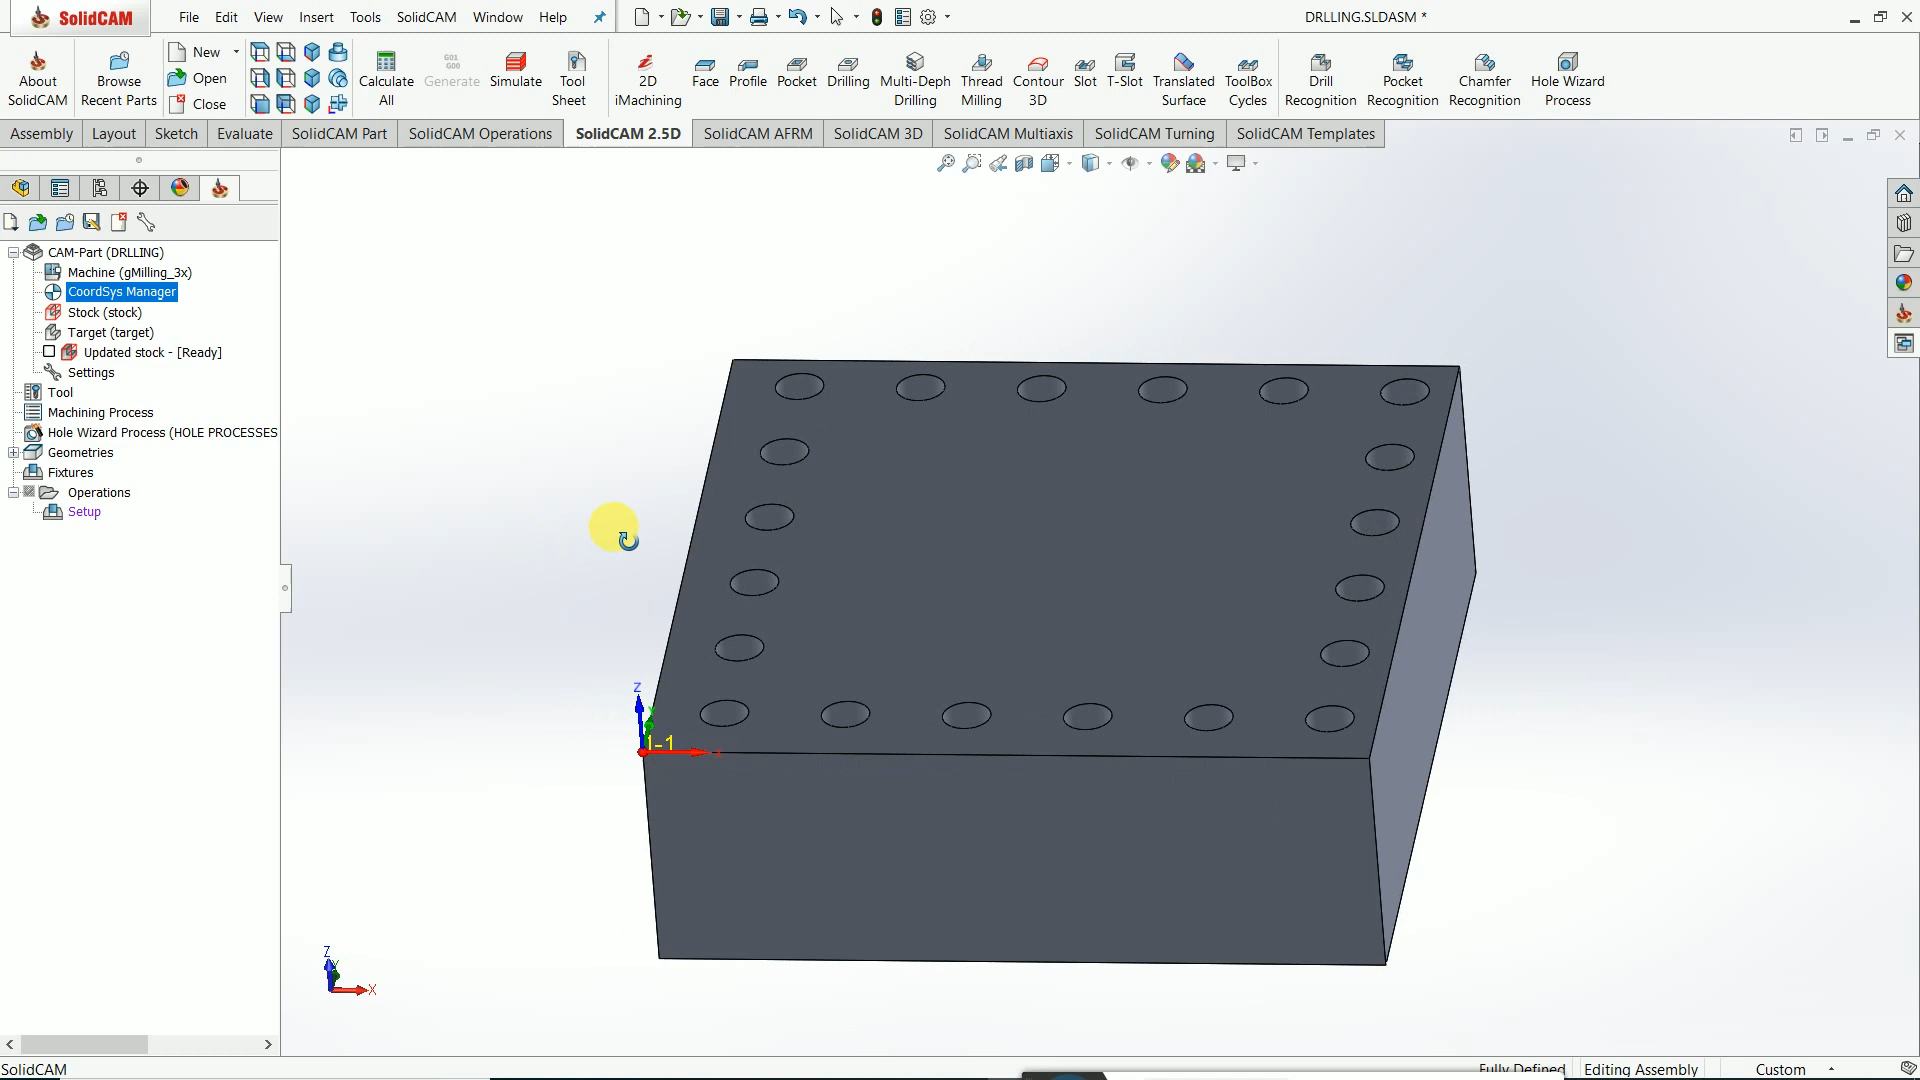 SolidCAM File Edit View Insert Tools SolidCAM Window Help DRLLING.SLDASM *
About SolidCAM
Browse Recent Parts
New
Open
Close
Calculate All
G01 G00
Generate
Simulate
Tool Sheet
2D iMachining
Face
Profile
Pocket
Drilling
Multi-Deph Drilling
Thread Milling
Contour 3D
Slot
T-Slot
Translated Surface
ToolBox Cycles
Drill Recognition
Pocket Recognition
Chamfer Recognition
Hole Wizard Process
Assembly Layout Sketch Evaluate SolidCAM Part SolidCAM Operations SolidCAM 2.5D SolidCAM AFRM SolidCAM 3D SolidCAM Multiaxis SolidCAM Turning SolidCAM Templates
CAM-Part (DRLLING)
Machine (gMilling_3x)
CoordSys Manager
Stock (stock)
Target (target)
Updated stock - [Ready]
Settings
Tool
Machining Process
Hole Wizard Process (HOLE PROCESSES
Geometries
Fixtures
Operations
Setup
Z
1-1
Z
X
SolidCAM Fully Defined Editing Assembly Custom